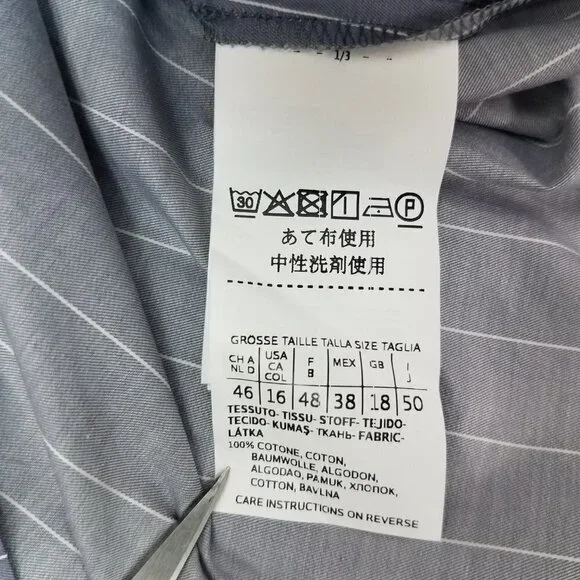 - - 1/3 - -
30 P
あて布使用
中性洗剤使用
GRÖSSE TAILLE TALLA SIZE TAGLIA
CH A NL D USA CA COL F B MEX GB I J
46 16 48 38 18 50
TESSUTO- TISSU- STOFF- TEJIDO-
TECIDO- KUMAŞ- ТКАНЬ- FABRIC-
LÁTKA
100% COTONE, COTON,
BAUMWOLLE, ALGODON,
ALGODAO, PAMUK, ХЛОПОК,
COTTON, BAVLNA
CARE INSTRUCTIONS ON REVERSE